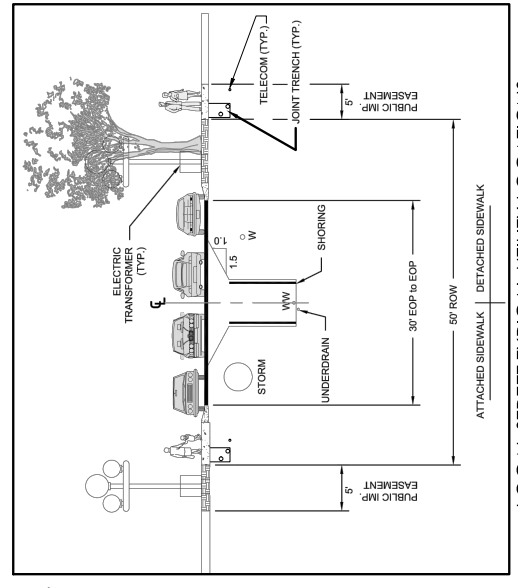 ELECTRIC
TRANSFORMER
(TYP.)
TELECOM (TYP.)
JOINT TRENCH (TYP.)
CL
1.0
1.5
W
STORM
WW
SHORING
UNDERDRAIN
5'
PUBLIC IMP.
EASEMENT
5'
PUBLIC IMP.
EASEMENT
30' EOP to EOP
50' ROW
ATTACHED SIDEWALK
DETACHED SIDEWALK